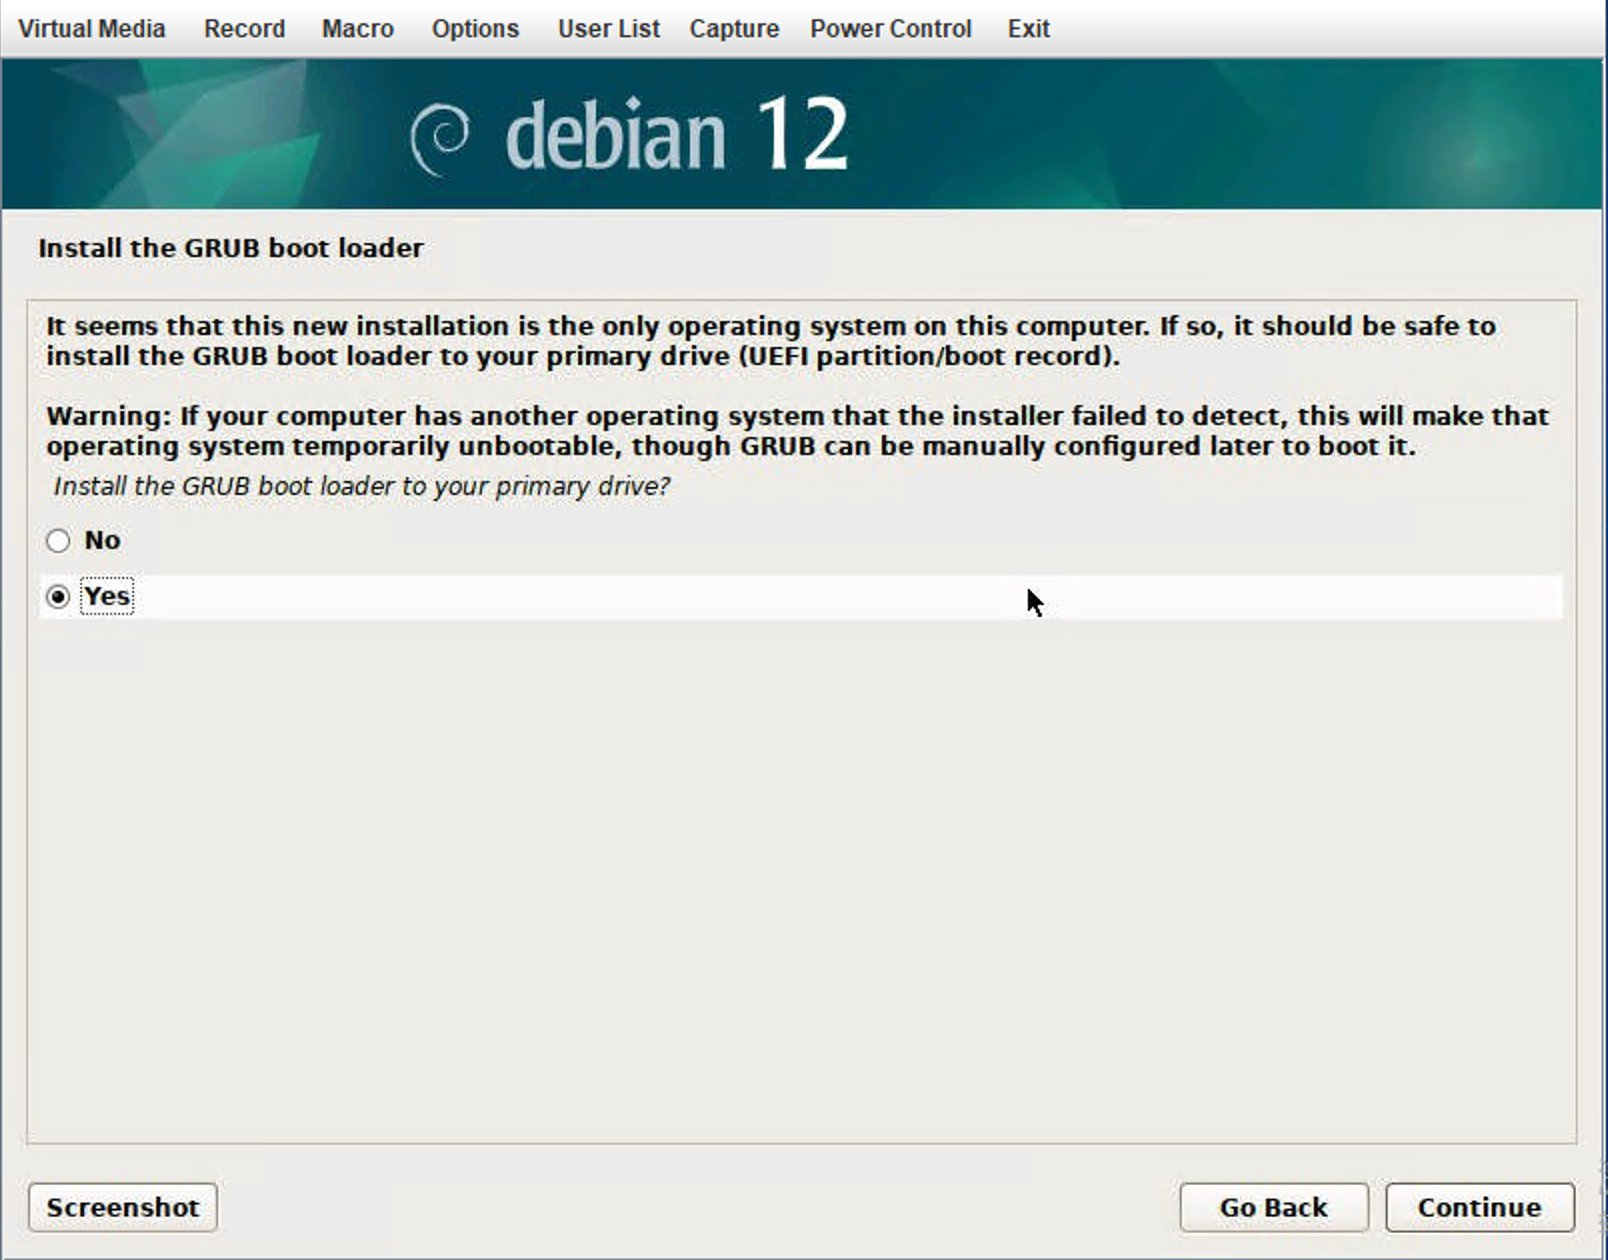 Virtual Media Record Macro Options User List Capture Power Control Exit
debian 12
Install the GRUB boot loader
It seems that this new installation is the only operating system on this computer. If so, it should be safe to
install the GRUB boot loader to your primary drive (UEFI partition/boot record).
Warning: If your computer has another operating system that the installer failed to detect, this will make that
operating system temporarily unbootable, though GRUB can be manually configured later to boot it.
Install the GRUB boot loader to your primary drive?
No
Yes
Screenshot Go Back Continue